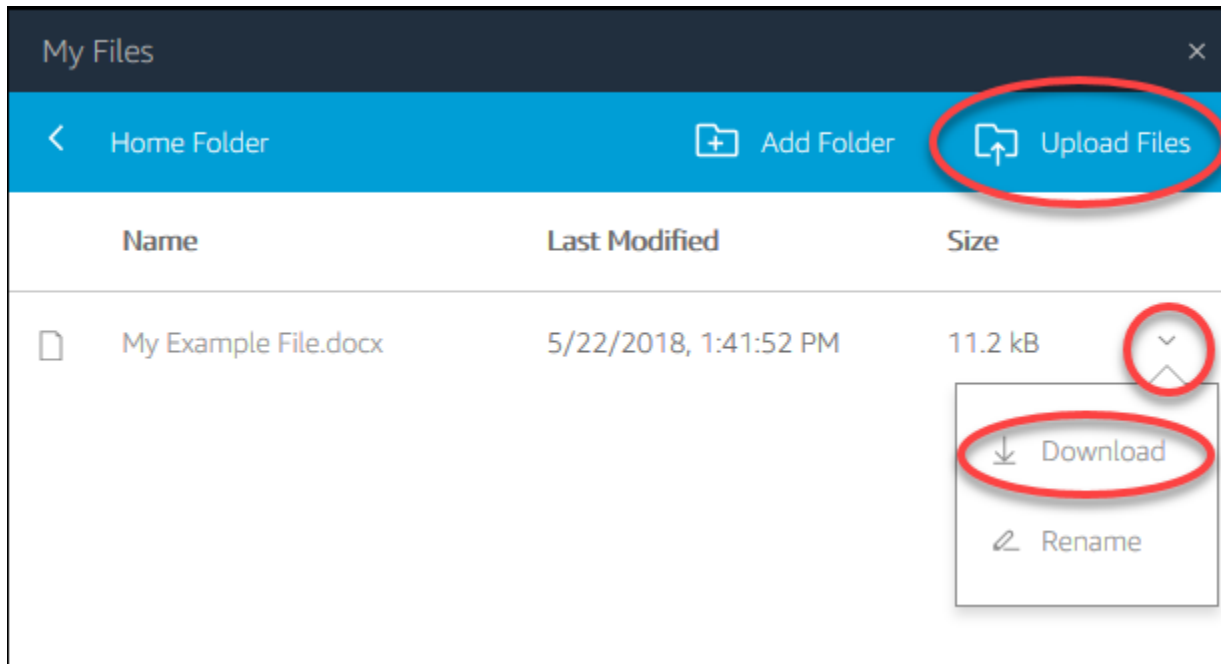 My Files
Home Folder Add Folder Upload Files
Name Last Modified Size
My Example File.docx 5/22/2018, 1:41:52 PM 11.2 kB
Download
Rename